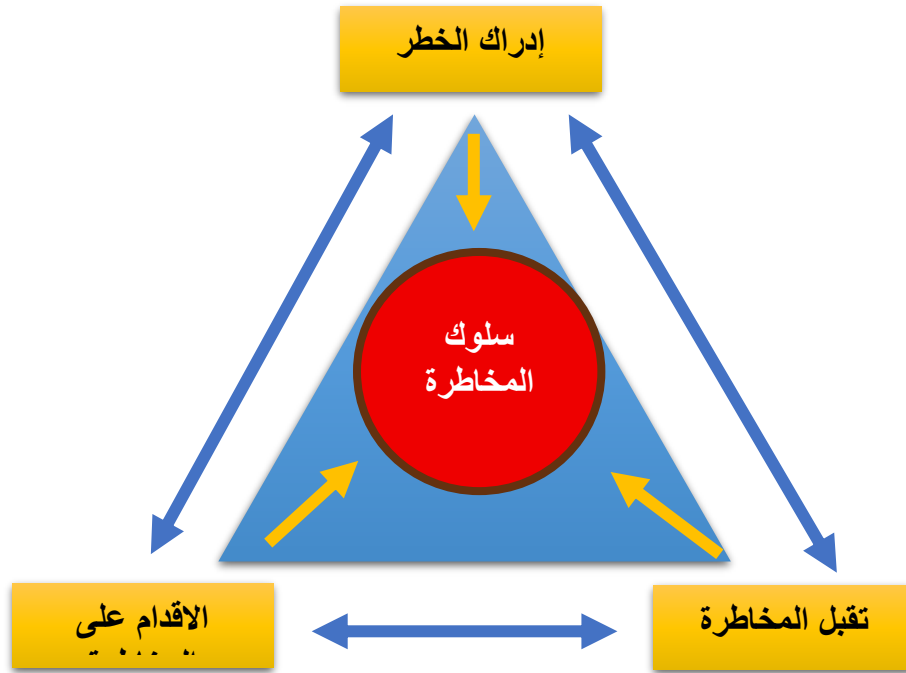 إدراك الخطر
سلوك
المخاطرة
الاقدام على
تقبل المخاطرة